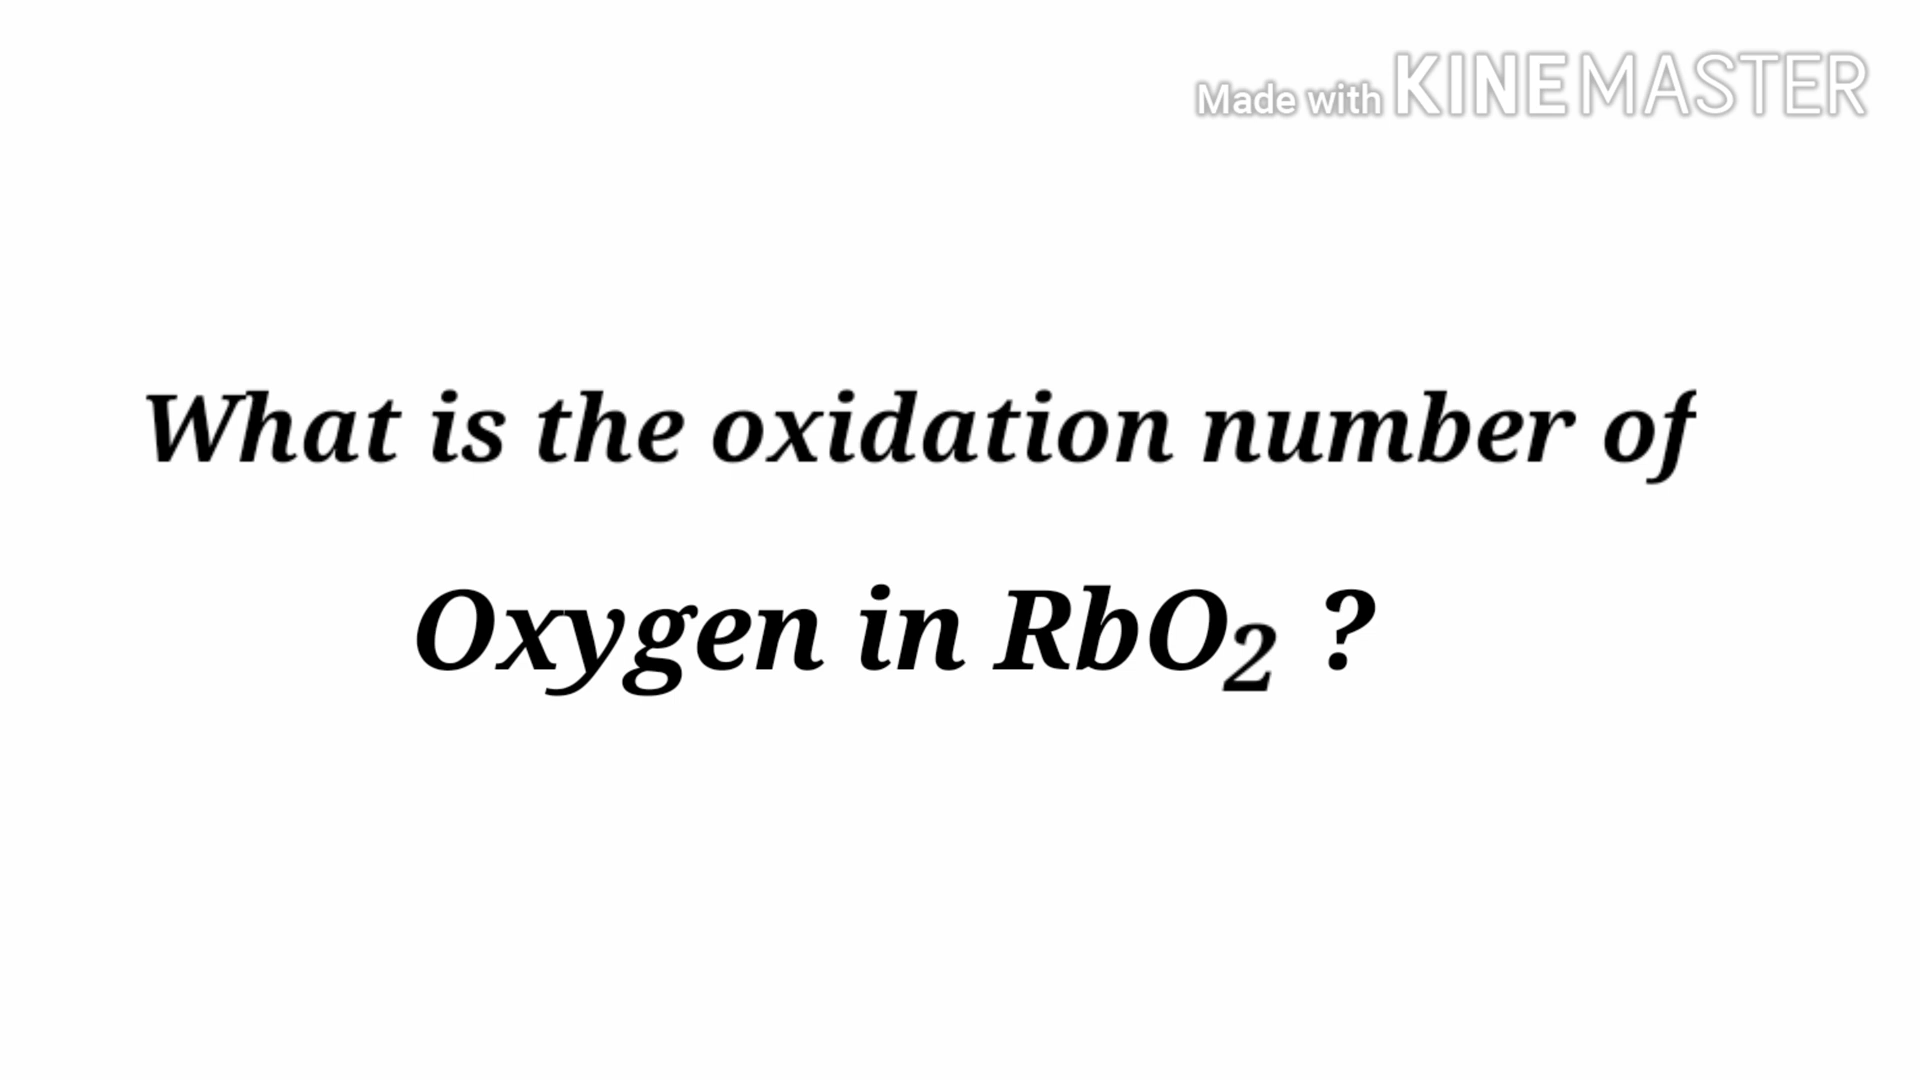 Made with KINEMASTER
What is the oxidation number of
Oxygen in RbO₂ ?